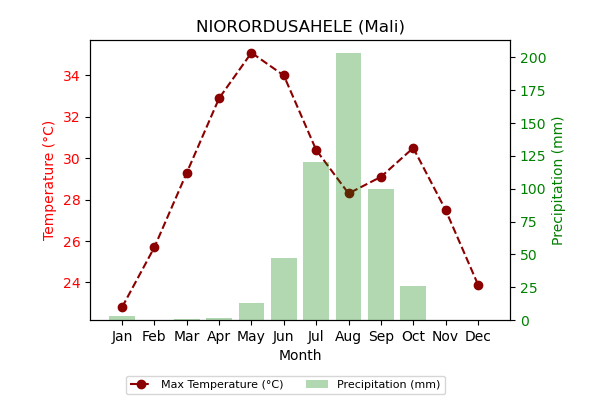 NIORORDUSAHELE (Mali)
Temperature (°C)
34
32
30
28
26
24
200
175
150
125
100
75
50
25
0
Precipitation (mm)
Jan Feb Mar Apr May Jun Jul Aug Sep Oct Nov Dec
Month
Max Temperature (°C) Precipitation (mm)